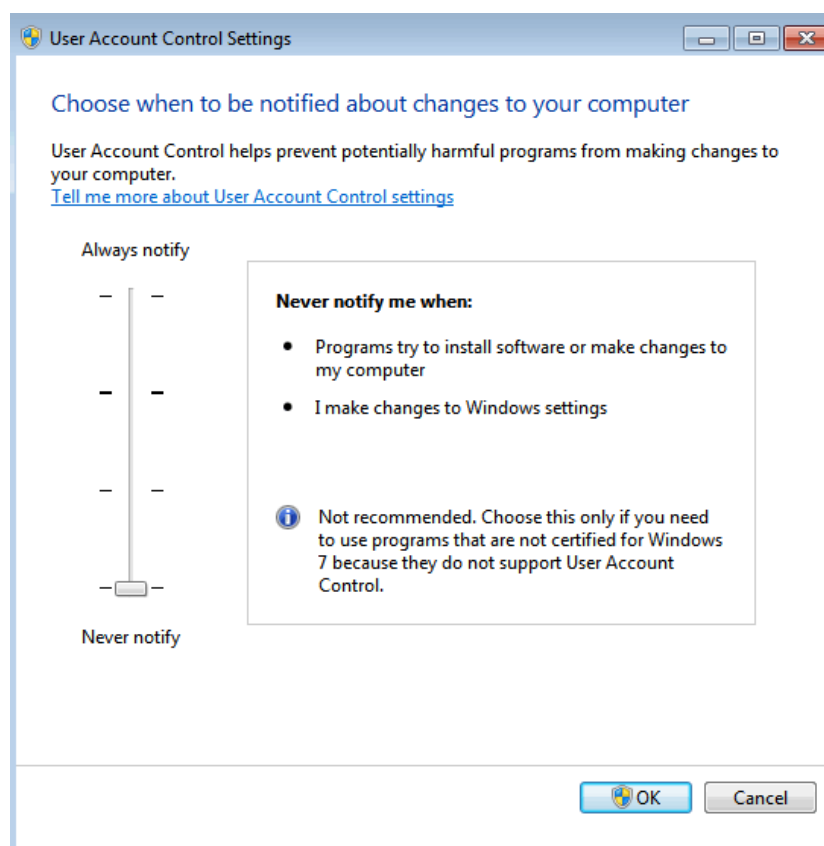 User Account Control Settings
Choose when to be notified about changes to your computer
User Account Control helps prevent potentially harmful programs from making changes to
your computer.
Tell me more about User Account Control settings
Always notify
Never notify me when:
Programs try to install software or make changes to
my computer
I make changes to Windows settings
Not recommended. Choose this only if you need
to use programs that are not certified for Windows
7 because they do not support User Account
Control.
Never notify
OK
Cancel